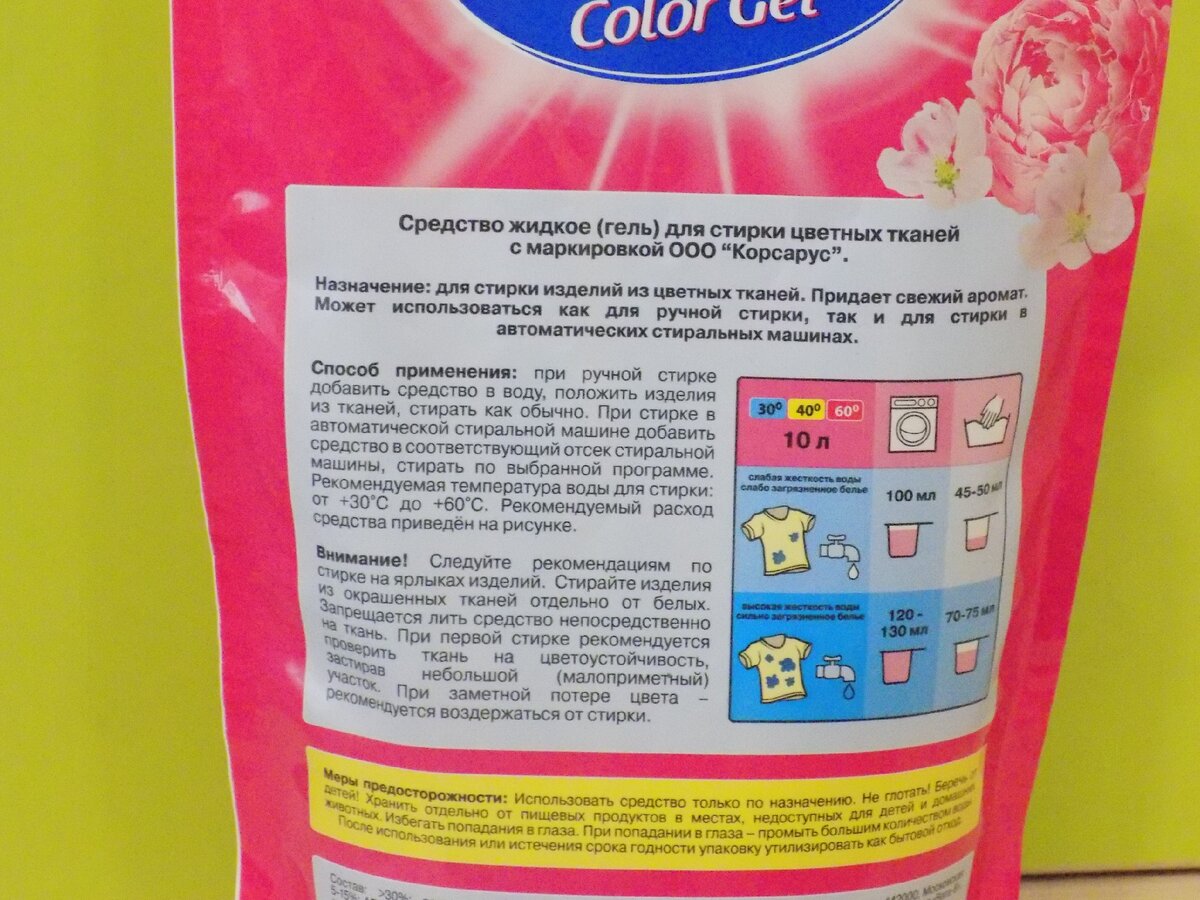 Color Gel
Средство жидкое (гель) для стирки цветных тканей
с маркировкой ООО "Корсарус".
Назначение: для стирки изделий из цветных тканей. Придает свежий аромат.
Может использоваться как для ручной стирки, так и для стирки в
автоматических стиральных машинах.
Способ применения: при ручной стирке
добавить средство в воду, положить изделия
из тканей, стирать как обычно. При стирке в
автоматической стиральной машине добавить
средство в соответствующий отсек стиральной
машины, стирать по выбранной программе.
Рекомендуемая температура воды для стирки:
от +30°С до +60°С. Рекомендуемый расход
средства приведён на рисунке.
Внимание! Следуйте рекомендациям по
стирке на ярлыках изделий. Стирайте изделия
из окрашенных тканей отдельно от белых.
Запрещается лить средство непосредственно
на ткань. При первой стирке рекомендуется
проверить ткань на цветоустойчивость,
застирав небольшой (малоприметный)
участок. При заметной потере цвета –
рекомендуется воздержаться от стирки.
30° 40° 60°
10 л
слабая жесткость воды
слабо загрязненное белье
100 мл
45-50 мл
высокая жесткость воды
сильно загрязненное белье
120 -
130 мл
70-75 мл
Меры предосторожности: Использовать средство только по назначению. Не глотать! Беречь от
детей! Хранить отдельно от пищевых продуктов в местах, недоступных для детей и домашних
животных. Избегать попадания в глаза. При попадании в глаза – промыть большим количеством воды
После использования или истечения срока годности упаковку утилизировать как бытовой отход.
Состав: >30%: Московская
5-15%: